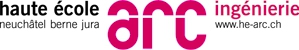 haute école
neuchâtel berne jura
arc
ingénierie
www.he-arc.ch